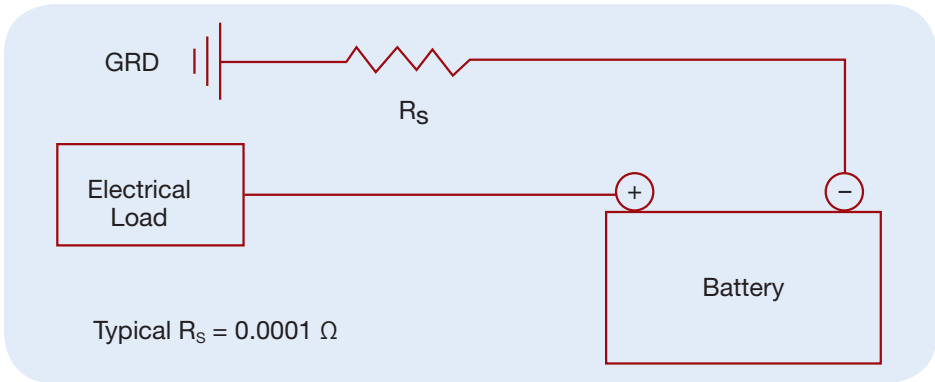 GRD
RS
Electrical
Load
+
−
Battery
Typical RS = 0.0001 Ω